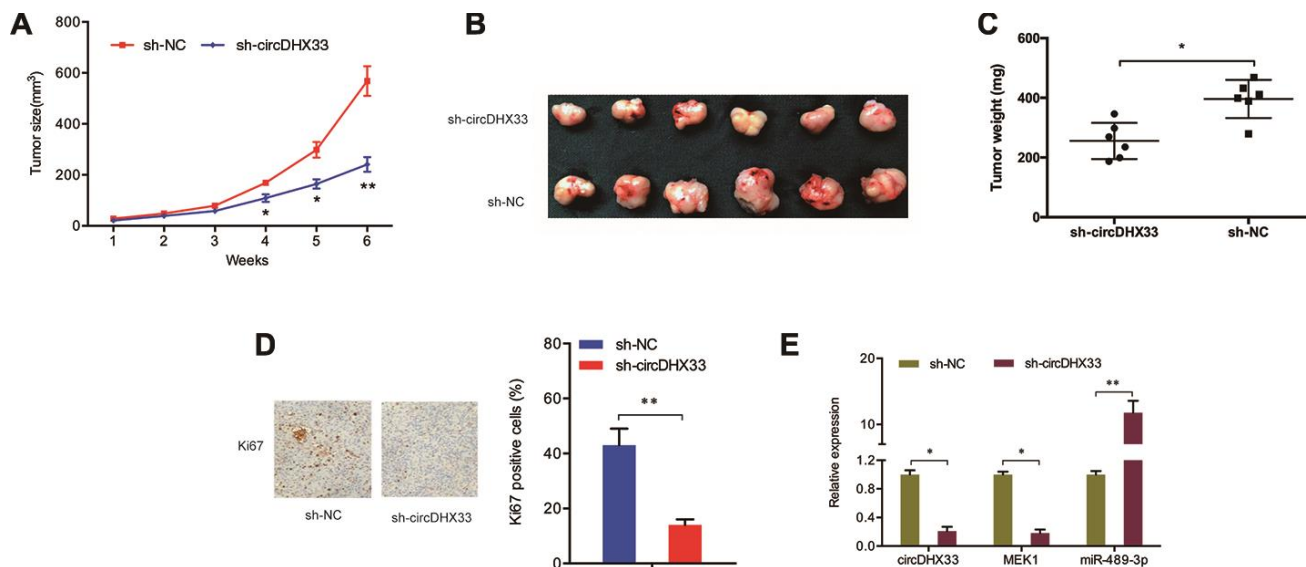 A
Tumor size(mm³)
800
600
400
200
0
sh-NC sh-circDHX33
*
*
**
1 2 3 4 5 6
Weeks
B
sh-circDHX33
sh-NC
C
Tumor weight (mg)
600
400
200
0
*
sh-circDHX33 sh-NC
D
Ki67
sh-NC sh-circDHX33
Ki67 positive cells (%)
80
60
40
20
0
sh-NC
sh-circDHX33
**
E
Relative expression
20
10
1.2
0.8
0.4
0.0
sh-NC sh-circDHX33
*
*
**
circDHX33 MEK1 miR-489-3p